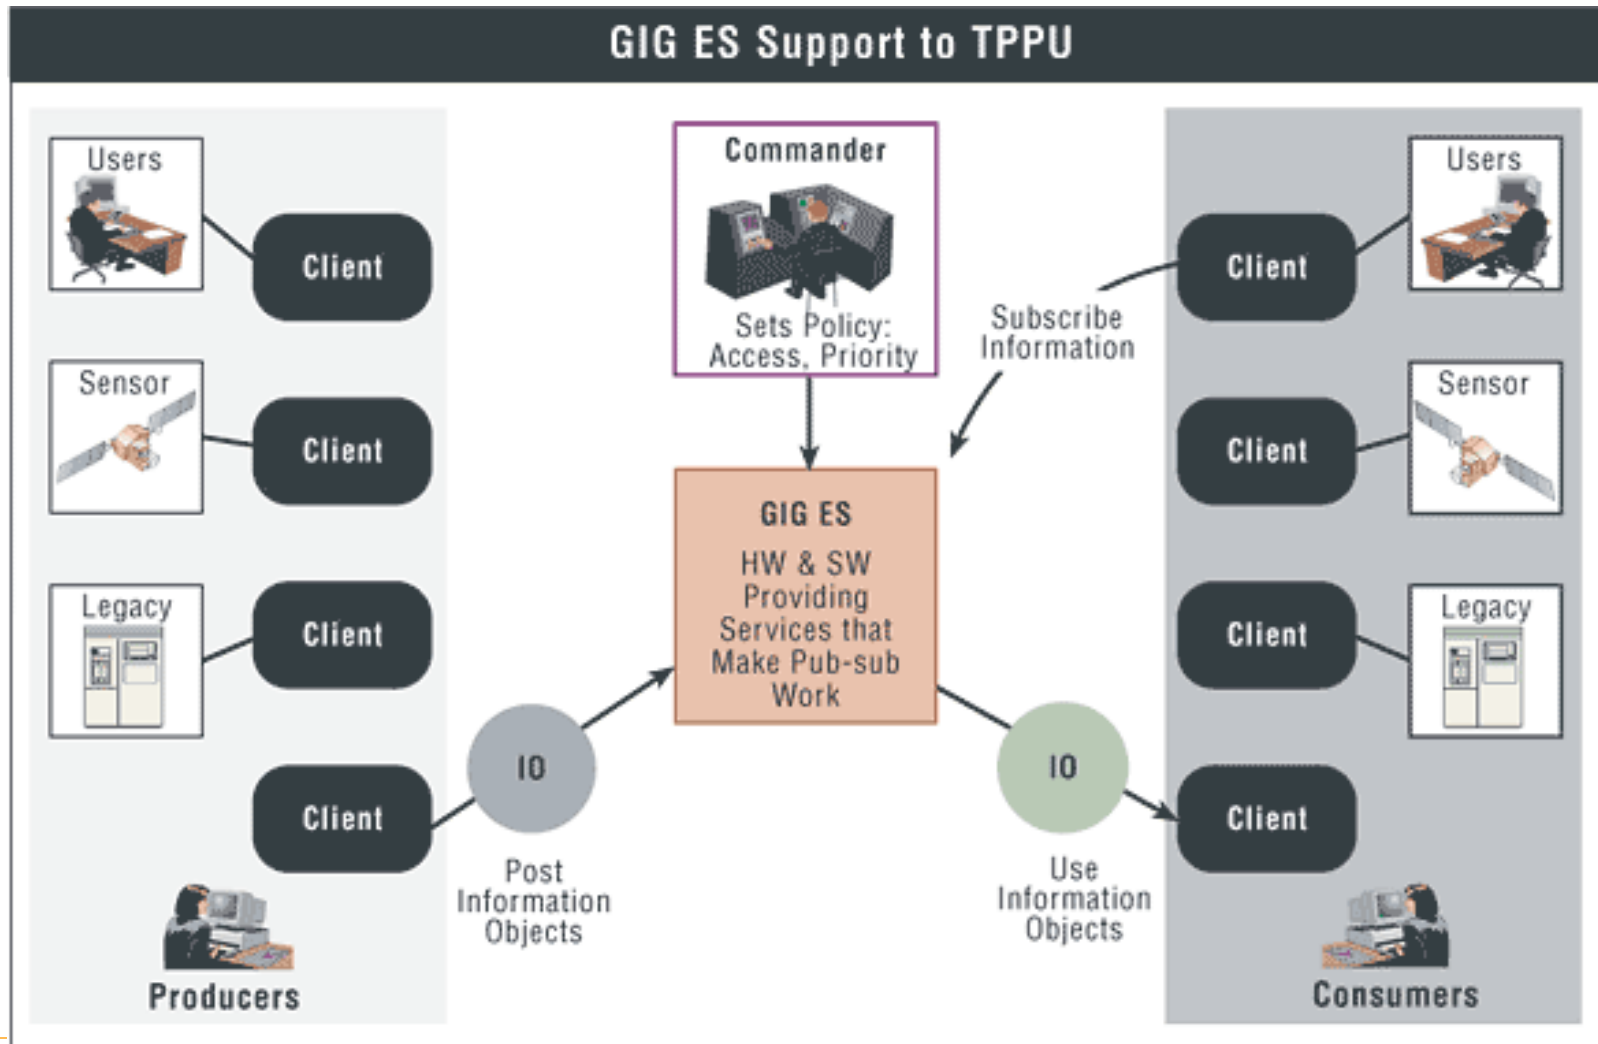 GIG ES Support to TPPU
Users
Client
Sensor
Client
Legacy
Client
Client
Producers
Commander
Sets Policy:
Access, Priority
GIG ES
HW & SW
Providing
Services that
Make Pub-sub
Work
IO
Post
Information
Objects
Subscribe
Information
IO
Use
Information
Objects
Client
Users
Client
Sensor
Client
Legacy
Client
Consumers